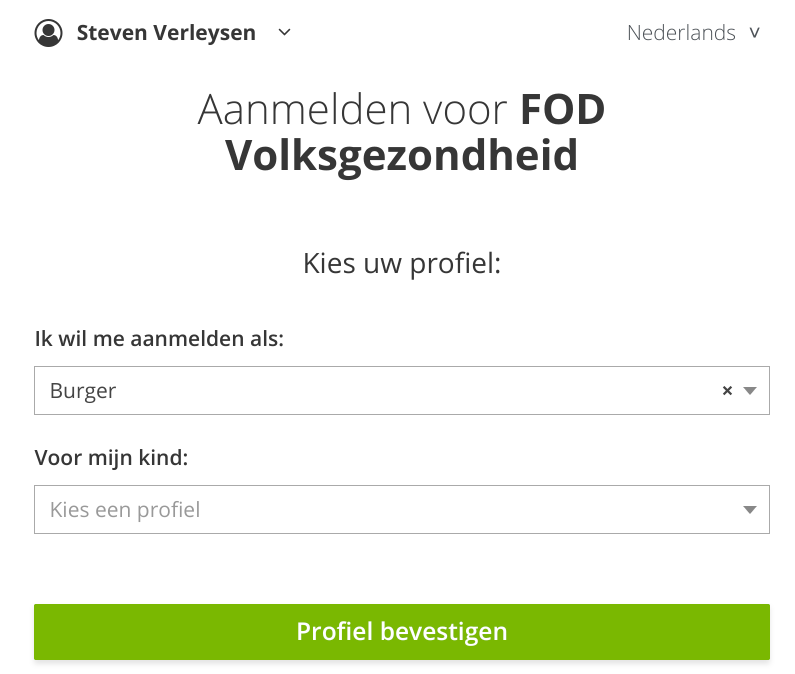 Steven Verleysen
Nederlands
Aanmelden voor FOD
Volksgezondheid
Kies uw profiel:
Ik wil me aanmelden als:
Burger ×
Voor mijn kind:
Kies een profiel
Profiel bevestigen